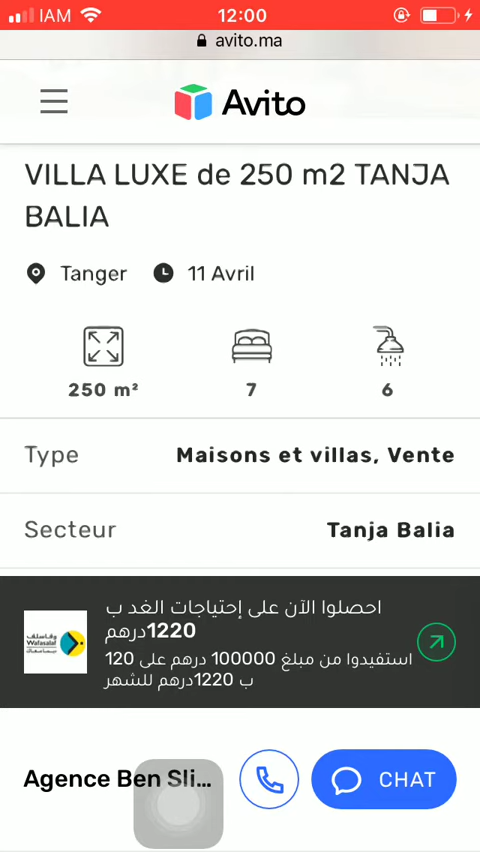 IAM 12:00
avito.ma
Avito
VILLA LUXE de 250 m2 TANJA
BALIA
Tanger 11 Avril
250 m² 7 6
Type Maisons et villas, Vente
Secteur Tanja Balia
احصلوا الآن على إحتياجات الغد ب
1220درهم
استفيدوا من مبلغ 100000 درهم على 120
ب 1220درهم للشهر
وفاسلف
Wafasalaf
Agence Ben Sli...
CHAT